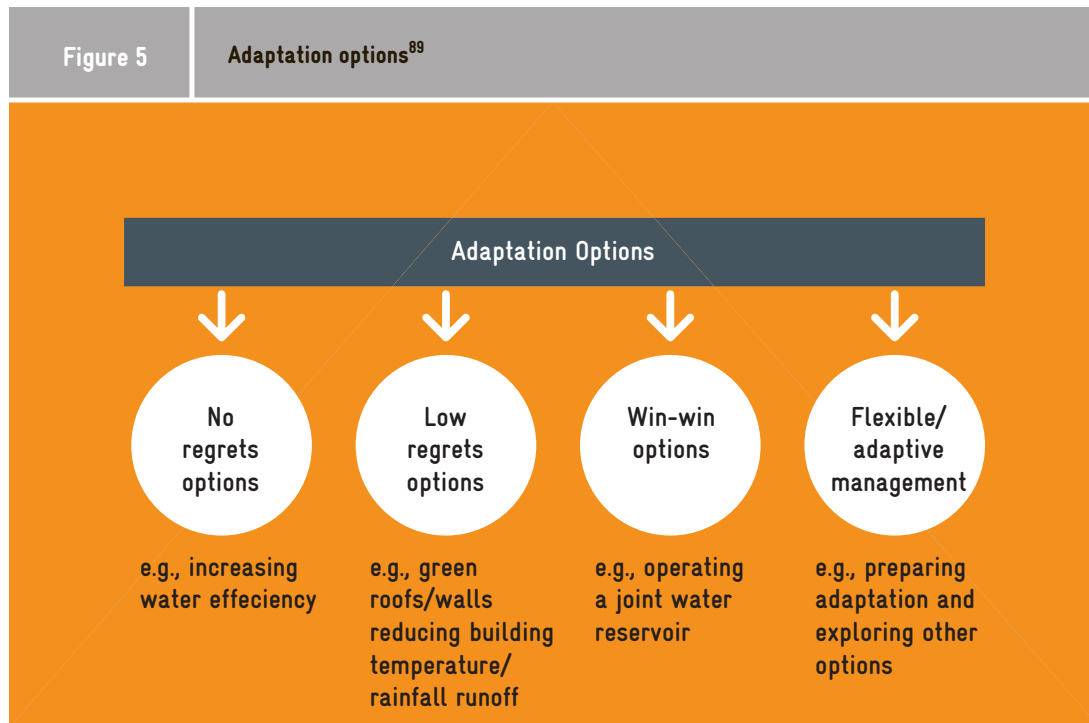 Figure 5
Adaptation options89
Adaptation Options
No
regrets
options
e.g., increasing
water effeciency
Low
regrets
options
e.g., green
roofs/walls
reducing building
temperature/
rainfall runoff
Win-win
options
e.g., operating
a joint water
reservoir
Flexible/
adaptive
management
e.g., preparing
adaptation and
exploring other
options